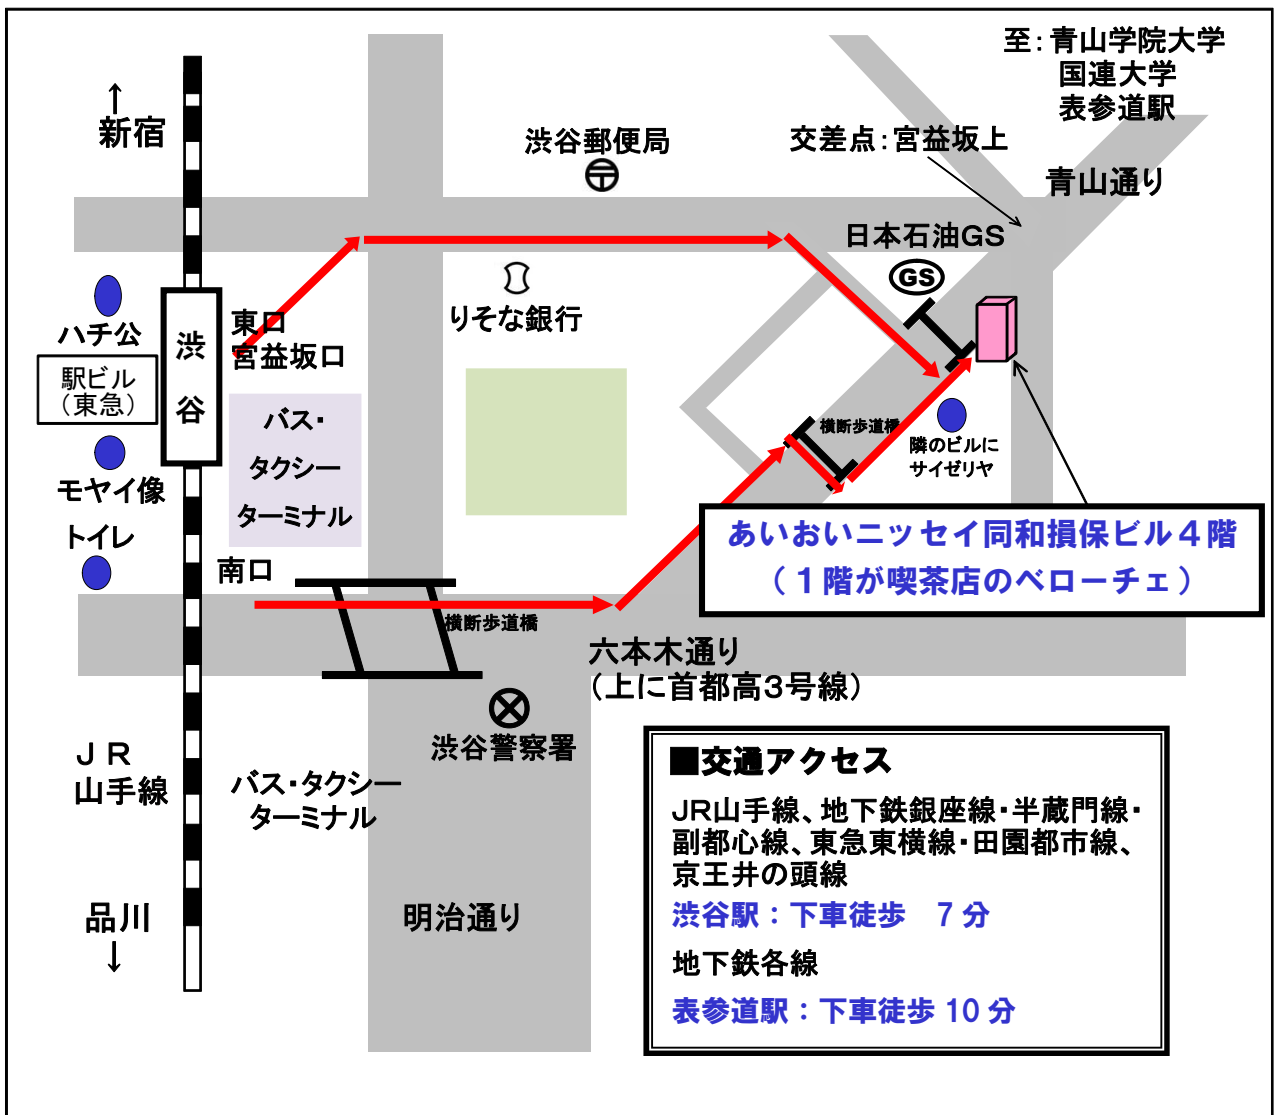 至：青山学院大学
国連大学
表参道駅
↑
新宿
渋谷郵便局
交差点：宮益坂上
青山通り
日本石油GS
GS
ハチ公
渋谷
東口
宮益坂口
りそな銀行
駅ビル
（東急）
バス・
タクシー
ターミナル
横断歩道橋
隣のビルに
サイゼリヤ
モヤイ像
トイレ
南口
あいおいニッセイ同和損保ビル４階
（１階が喫茶店のベローチェ）
横断歩道橋
六本木通り
（上に首都高3号線）
渋谷警察署
ＪＲ
山手線
バス・タクシー
ターミナル
明治通り
品川
↓
■交通アクセス
JR山手線、地下鉄銀座線・半蔵門線・
副都心線、東急東横線・田園都市線、
京王井の頭線
渋谷駅：下車徒歩　7 分
地下鉄各線
表参道駅：下車徒歩 10 分